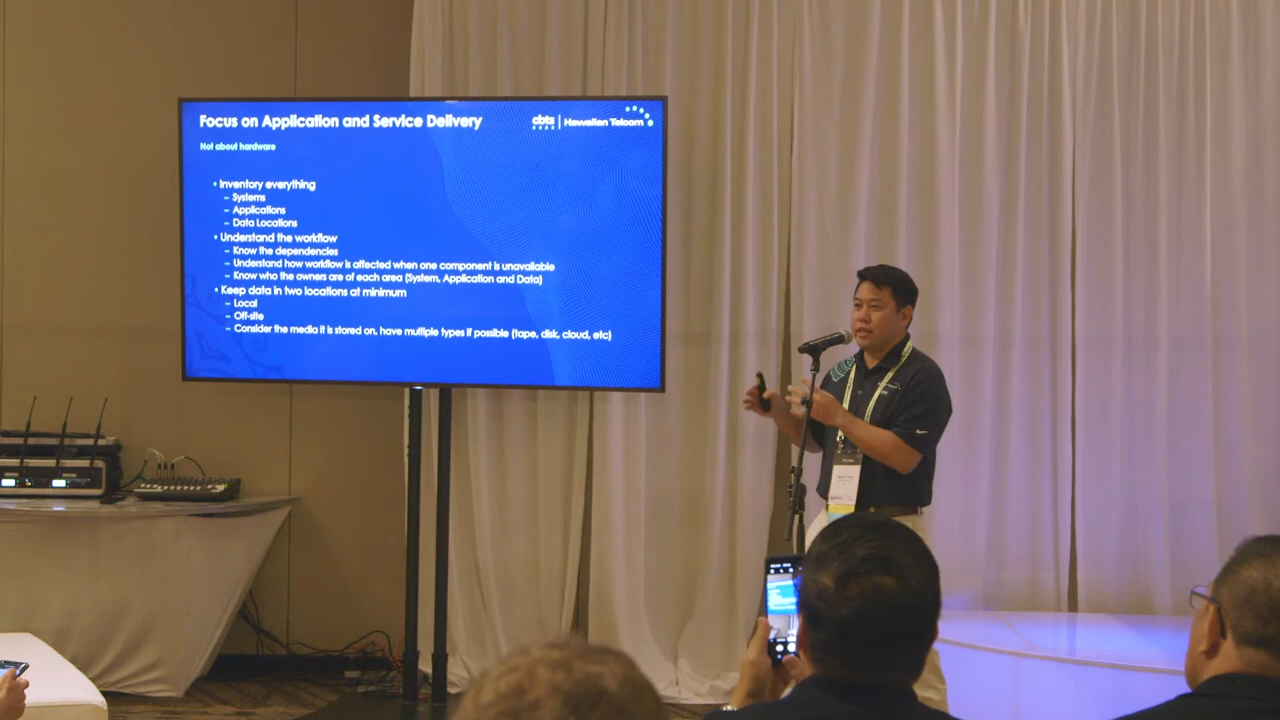 Focus on Application and Service Delivery
cbts | Hawaiian Telcom
Not about hardware
• Inventory everything
– Systems
– Applications
– Data Locations
• Understand the workflow
– Know the dependencies
– Understand how workflow is affected when one component is unavailable
– Know who the owners are of each area (System, Application and Data)
• Keep data in two locations at minimum
– Local
– Off-site
– Consider the media it is stored on, have multiple types if possible (tape, disk, cloud, etc)